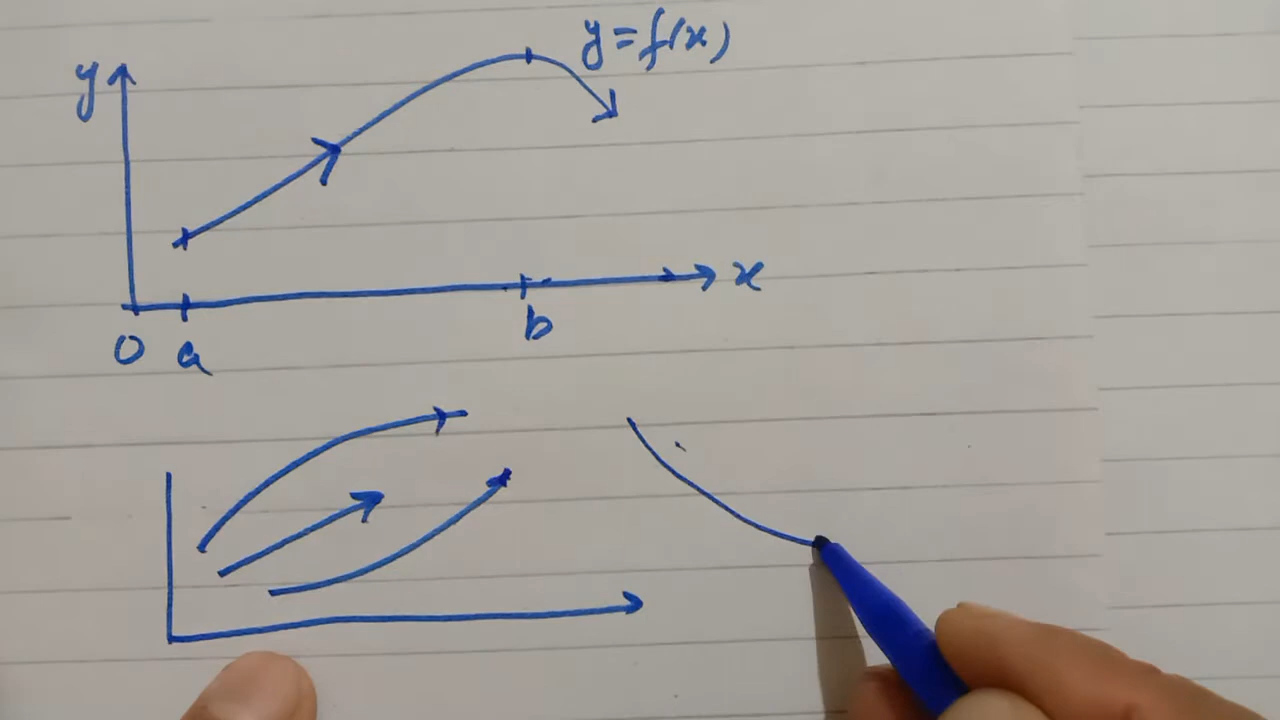 y = f(x)
y
x
O a b